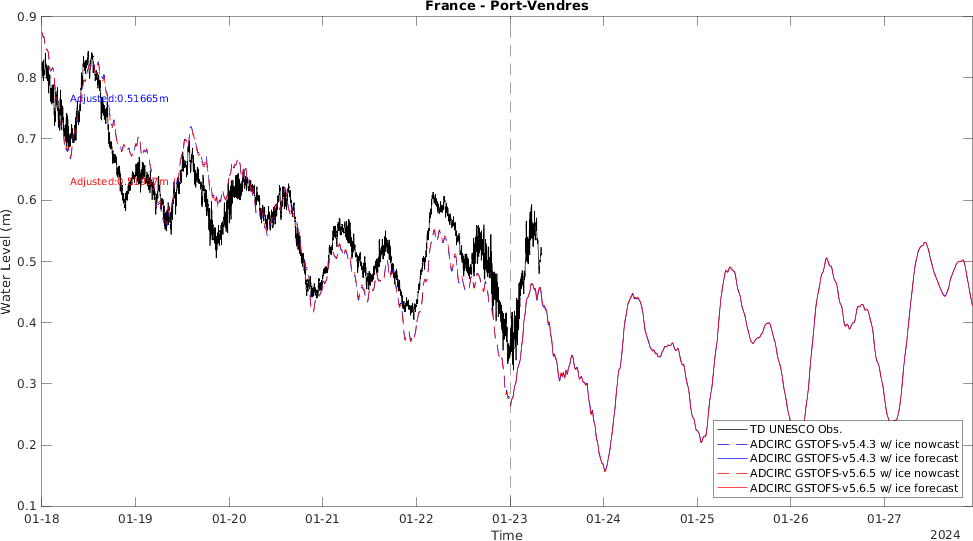 France - Port-Vendres
0.9
0.8
0.7
0.6
0.5
0.4
0.3
0.2
0.1
Water Level (m)
Adjusted:0.51665m
TD UNESCO Obs.
ADCIRC GSTOFS-v5.4.3 w/ ice nowcast
ADCIRC GSTOFS-v5.4.3 w/ ice forecast
ADCIRC GSTOFS-v5.6.5 w/ ice nowcast
ADCIRC GSTOFS-v5.6.5 w/ ice forecast
01-18 01-19 01-20 01-21 01-22 01-23 01-24 01-25 01-26 01-27
Time
2024